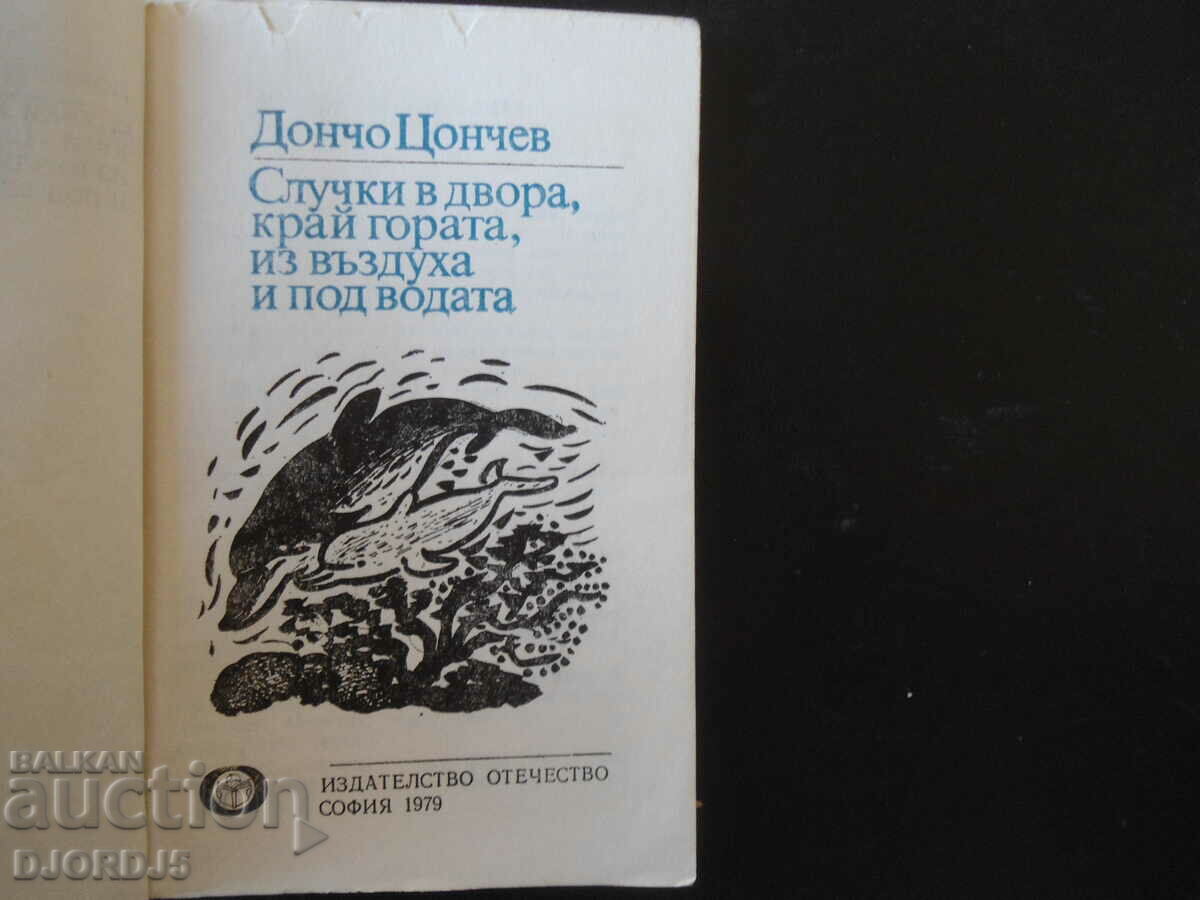 Дончо Цончев
Случки в двора,
край гората,
из въздуха
и под водата
ИЗДАТЕЛСТВО ОТЕЧЕСТВО
СОФИЯ 1979
BALKAN
auction
DJORDJ5